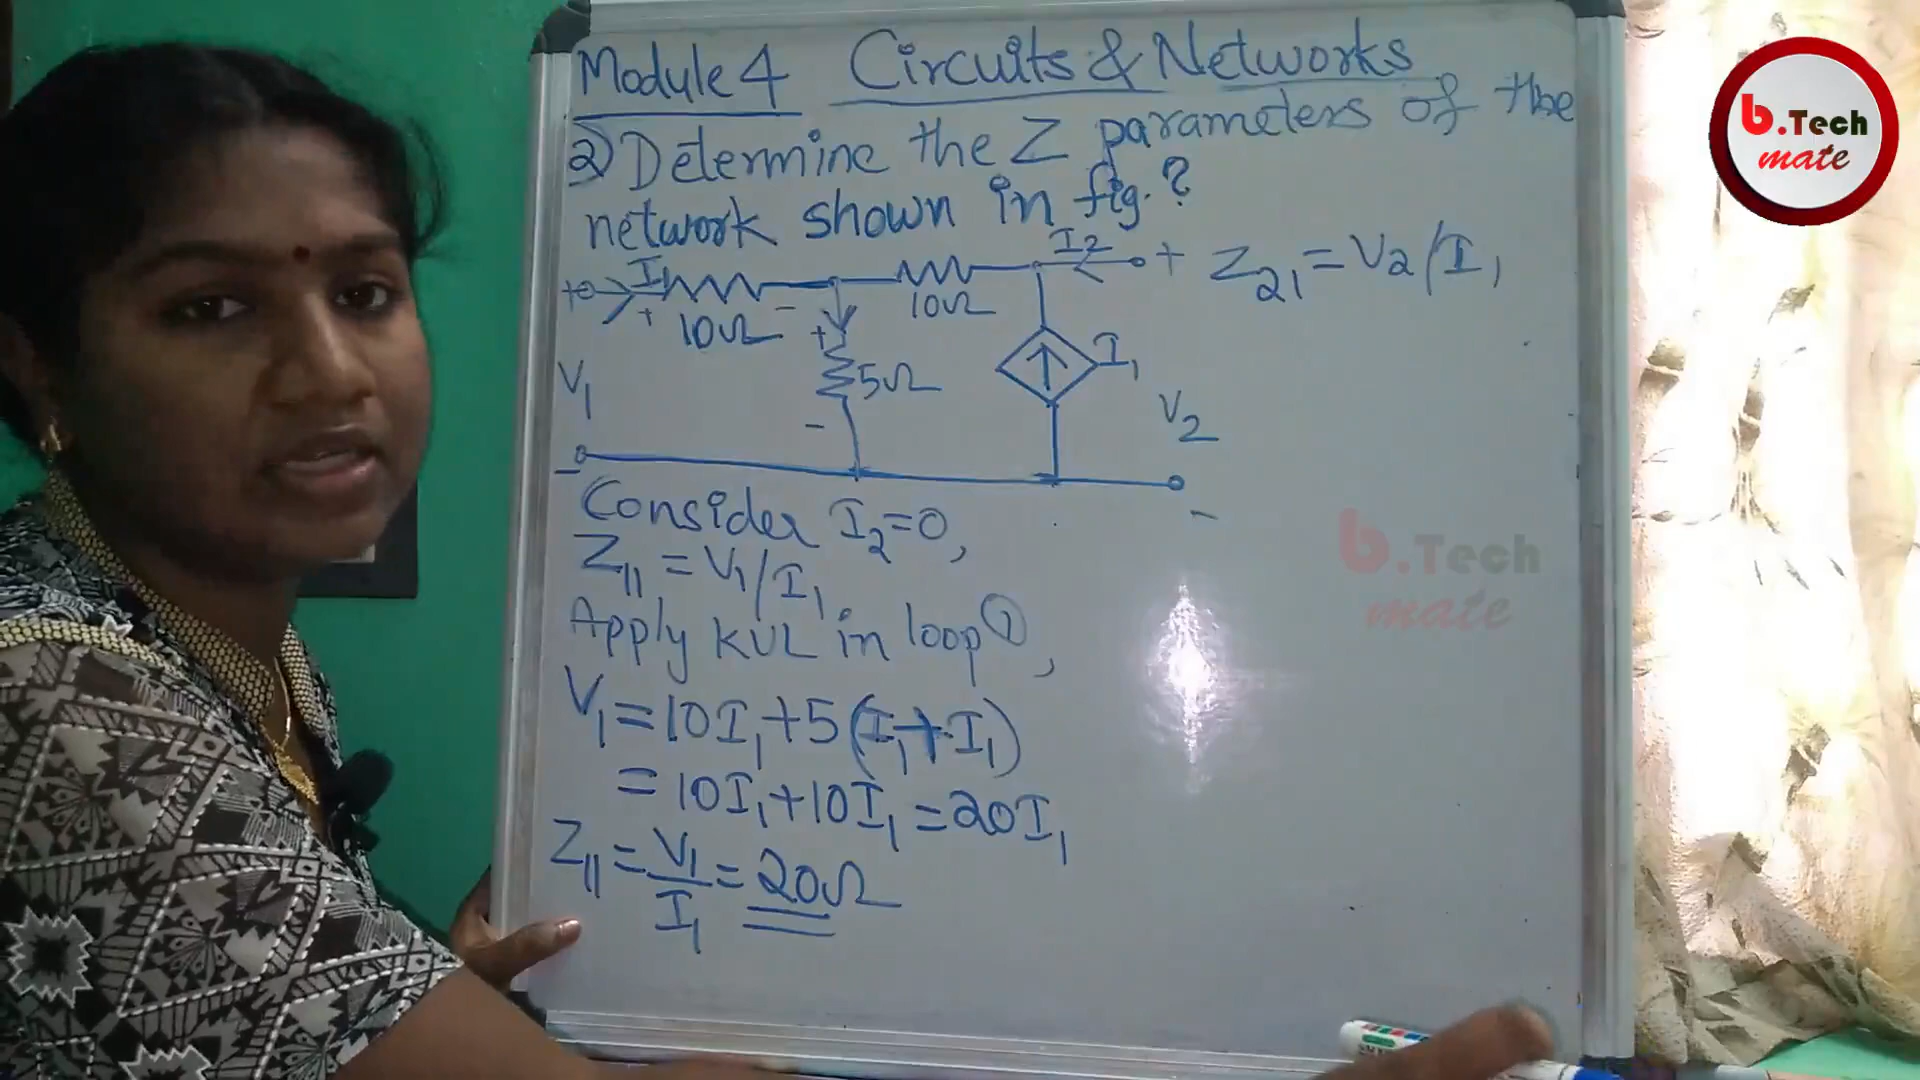 Module 4 Circuits & Networks
2) Determine the Z parameters of the
network shown in fig.?
I1 I2
+ + - 10Ω 10Ω + Z21 = V2/I1
V1 + 5Ω - I1 V2
- -
Consider I2=0,
Z11 = V1/I1
Apply KVL in loop 1,
V1 = 10I1+5(I1+I1)
= 10I1+10I1 = 20I1
Z11 = V1/I1 = 20Ω
b.Tech
mate
b.Tech
mate